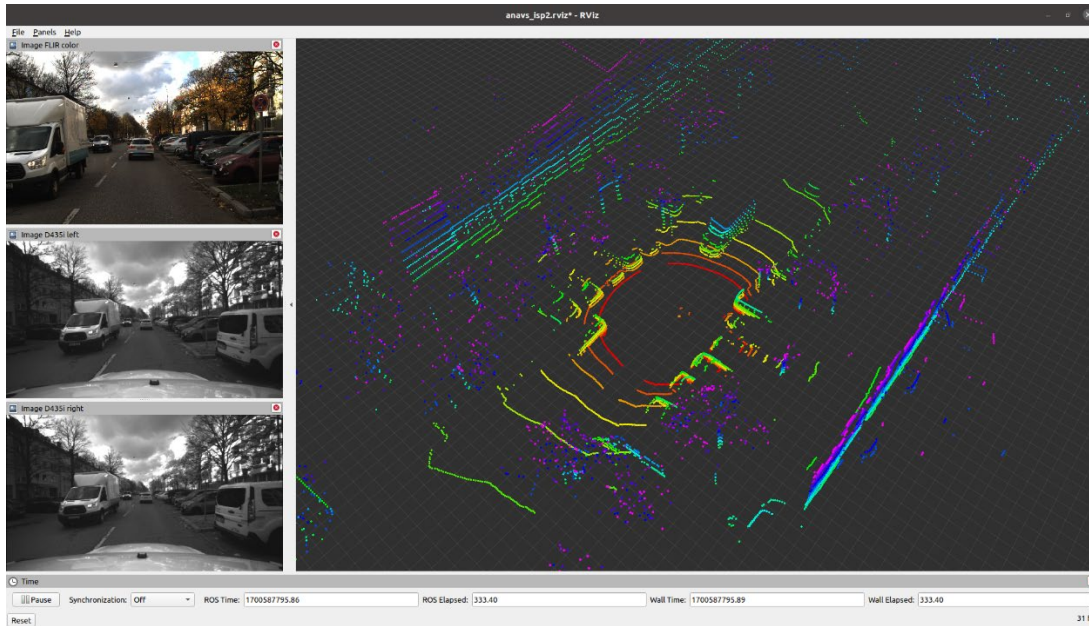 anavs_isp2.rviz* - RViz
File Panels Help
Image FLIR color
Image D435i left
Image D435i right
Time
Pause Synchronization: Off ROS Time: 1700587795.86 ROS Elapsed: 333.40 Wall Time: 1700587795.89 Wall Elapsed: 333.40
Reset
31